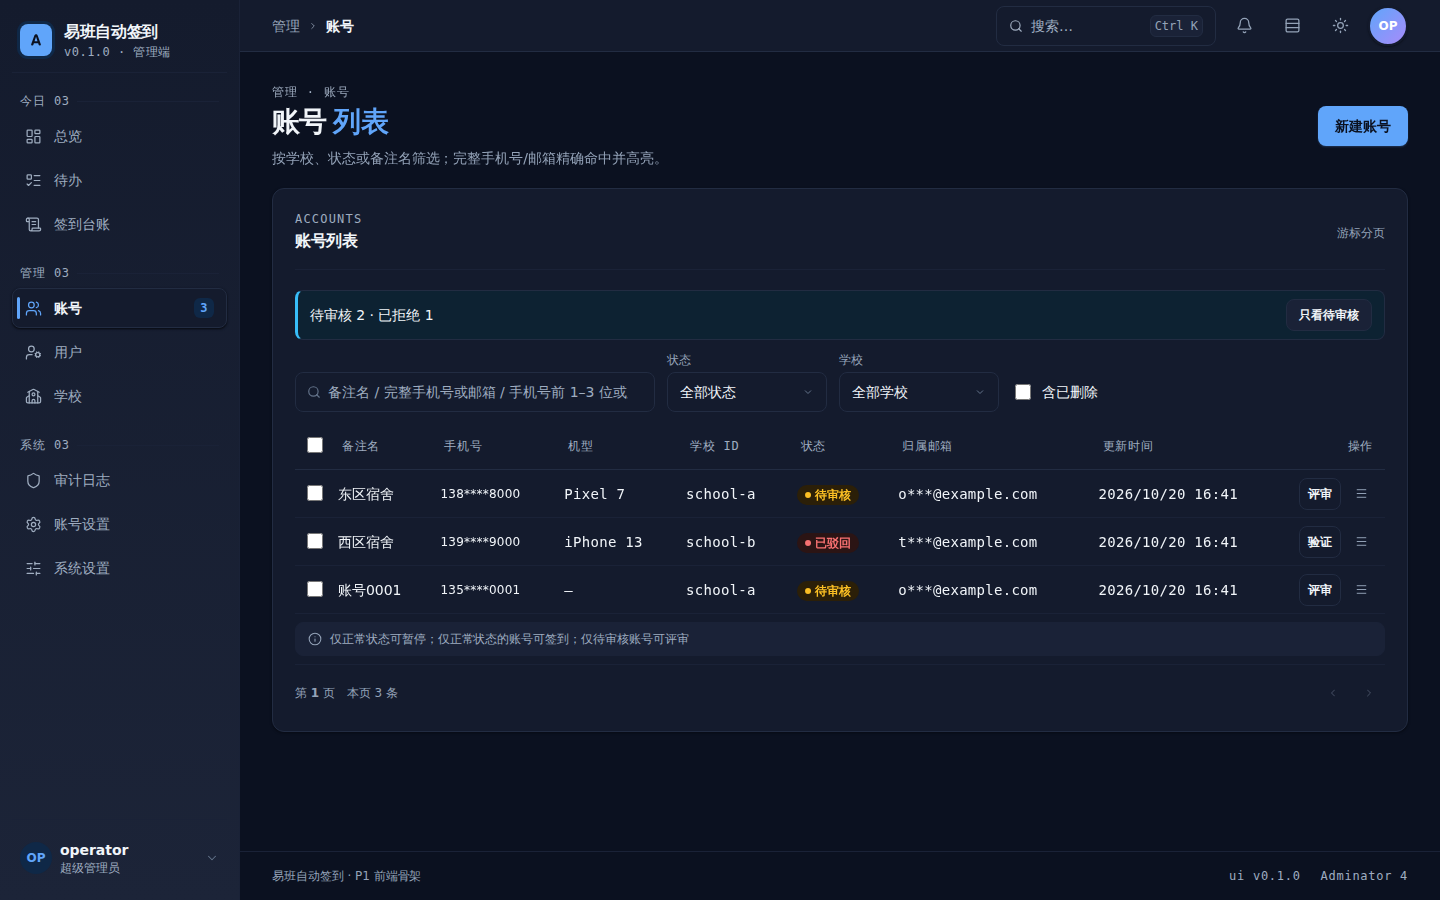 A
易班自动签到
v0.1.0 · 管理端
今日 03
总览
待办
签到台账
管理 03
账号 3
用户
学校
系统 03
审计日志
账号设置
系统设置
OP operator
超级管理员
管理 › 账号
搜索… Ctrl K
OP
管理 · 账号
账号 列表
按学校、状态或备注名筛选；完整手机号/邮箱精确命中并高亮。
新建账号
ACCOUNTS
账号列表
游标分页
待审核 2 · 已拒绝 1
只看待审核
状态
学校
备注名 / 完整手机号或邮箱 / 手机号前 1–3 位或
全部状态
全部学校
含已删除
备注名 手机号 机型 学校 ID 状态 归属邮箱 更新时间 操作
东区宿舍 138****8000 Pixel 7 school-a 待审核 o***@example.com 2026/10/20 16:41 评审
西区宿舍 139****9000 iPhone 13 school-b 已驳回 t***@example.com 2026/10/20 16:41 验证
账号0001 135****0001 — school-a 待审核 o***@example.com 2026/10/20 16:41 评审
仅正常状态可暂停；仅正常状态的账号可签到；仅待审核账号可评审
第 1 页 本页 3 条
易班自动签到 · P1 前端骨架
ui v0.1.0 Adminator 4